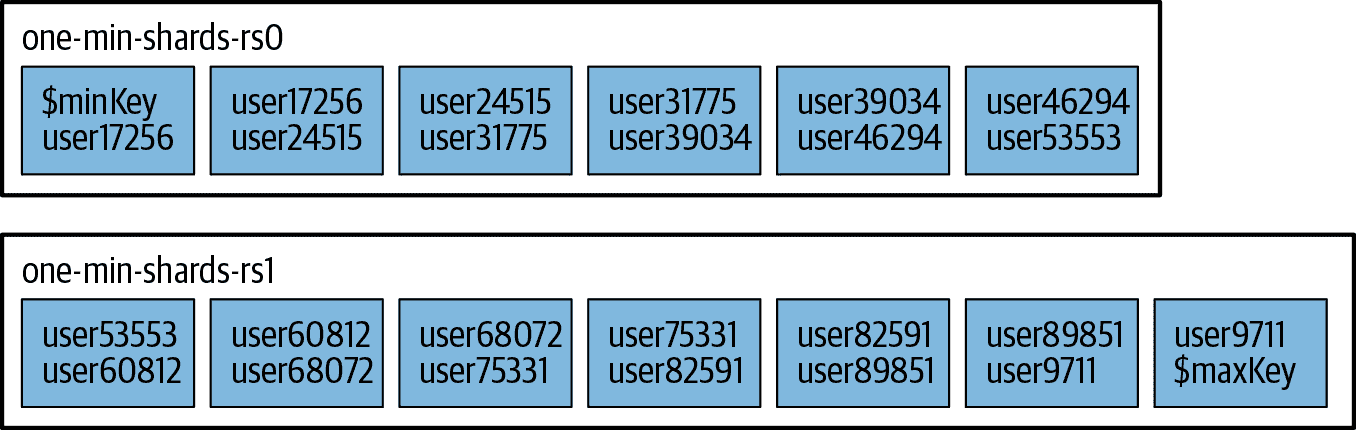 one-min-shards-rs0
$minKey
user17256
user17256
user24515
user24515
user31775
user31775
user39034
user39034
user46294
user46294
user53553
one-min-shards-rs1
user53553
user60812
user60812
user68072
user68072
user75331
user75331
user82591
user82591
user89851
user89851
user9711
user9711
$maxKey